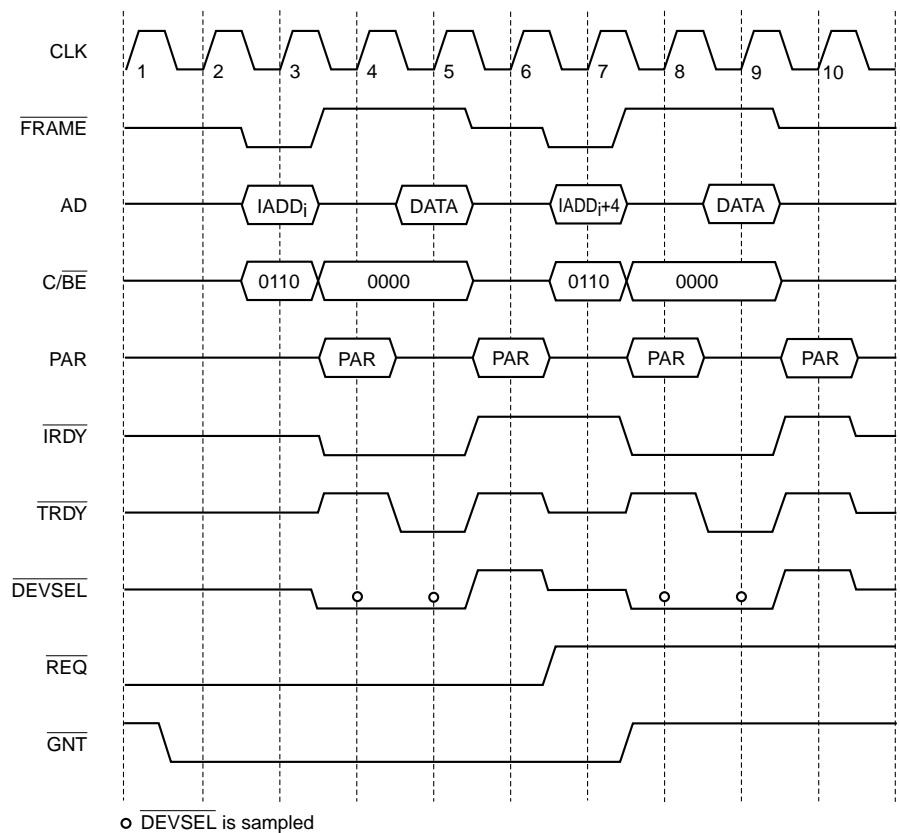 CLK
1 2 3 4 5 6 7 8 9 10
FRAME
AD IADDi DATA IADDi+4 DATA
C/BE 0110 0000 0110 0000
PAR PAR PAR PAR PAR
IRDY
TRDY
DEVSEL
REQ
GNT
DEVSEL is sampled